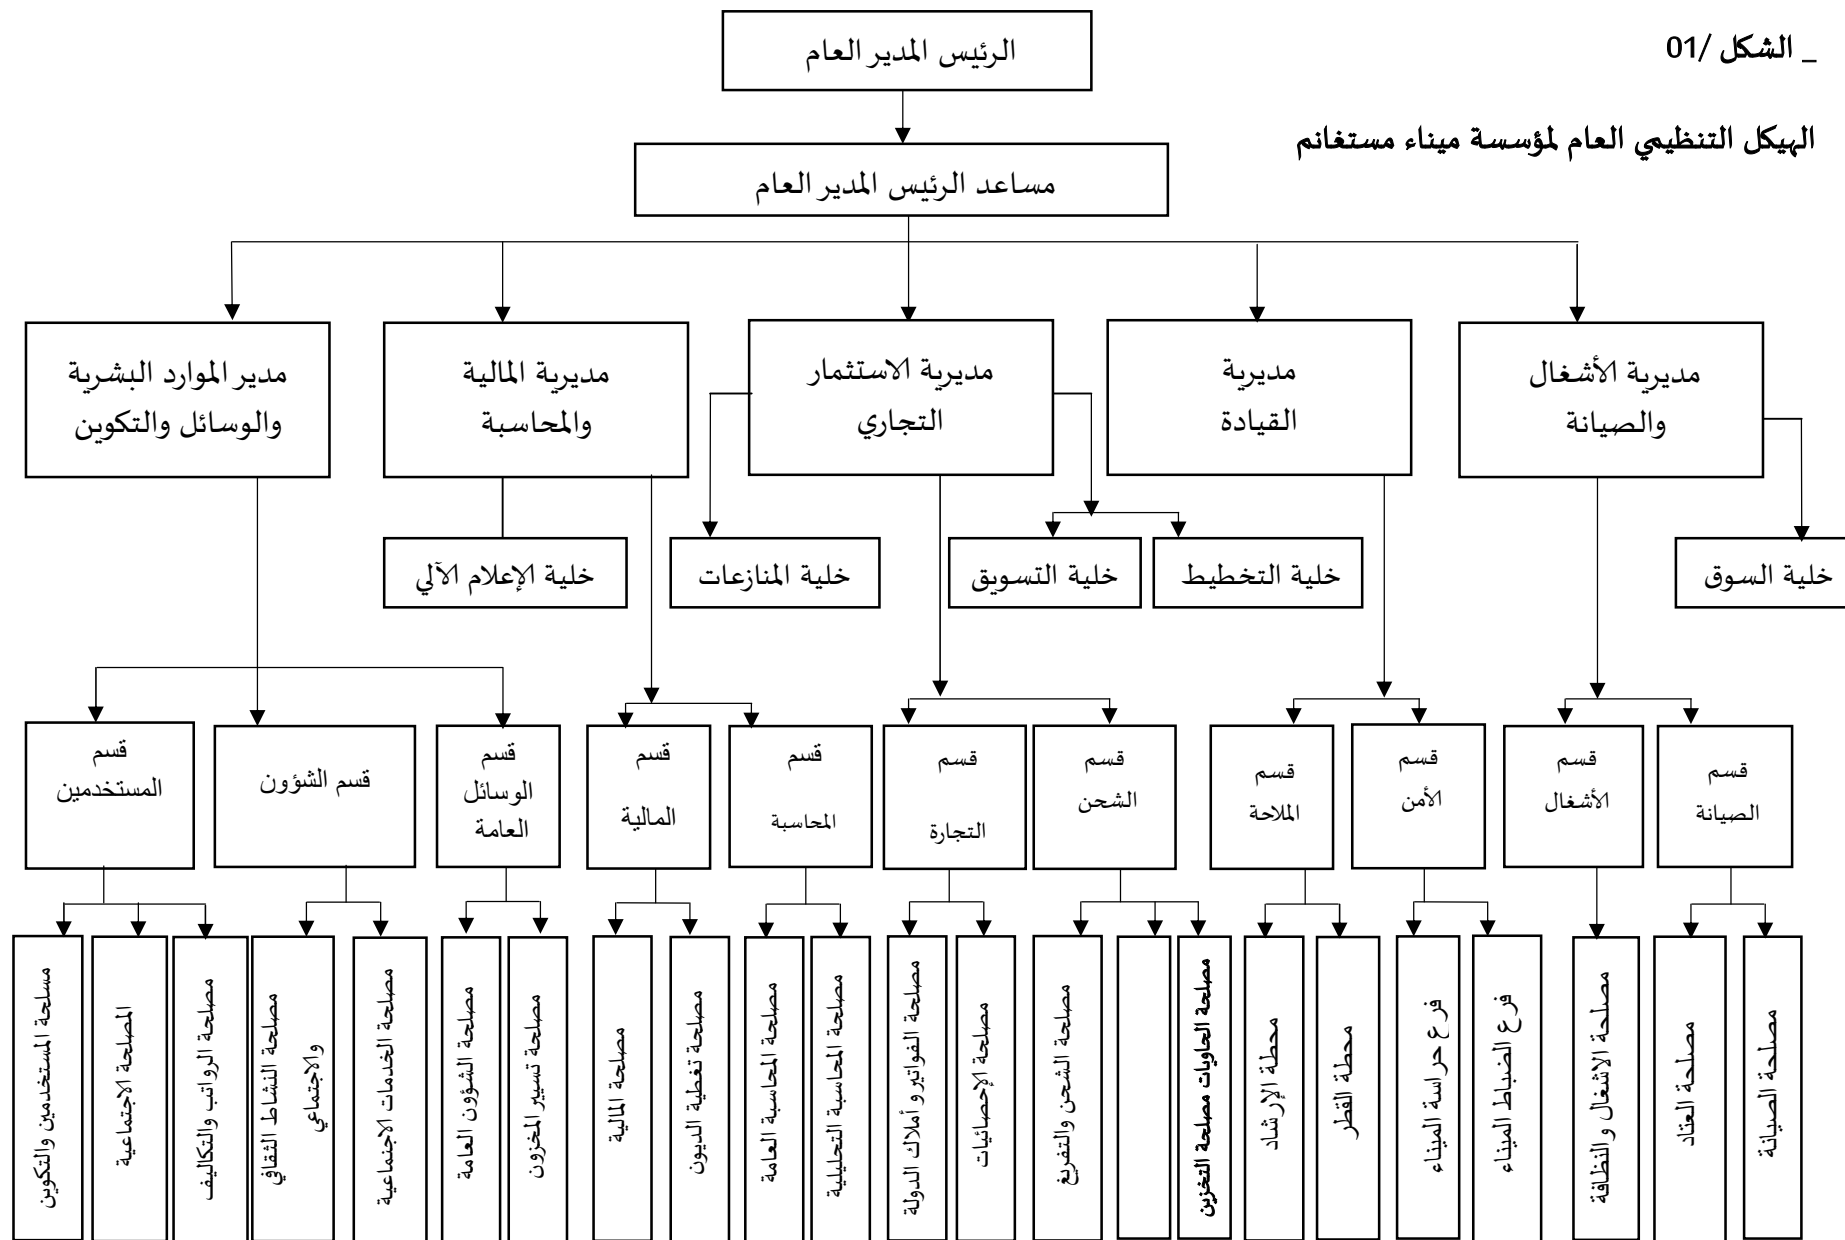 _ الشكل /01
الهيكل التنظيمي العام لمؤسسة ميناء مستغانم
الرئيس المدير العام
مساعد الرئيس المدير العام
مديرية الأشغال
والصيانة
مديرية
القيادة
مديرية الاستثمار
التجاري
مديرية المالية
والمحاسبة
مدير الموارد البشرية
والوسائل والتكوين
خلية السوق
خلية التخطيط
خلية التسويق
خلية المنازعات
خلية الإعلام الآلي
قسم
الصيانة
قسم
الأشغال
قسم
الأمن
قسم
الملاحة
قسم
الشحن
قسم
التجارة
قسم
المحاسبة
قسم
المالية
قسم
الوسائل
العامة
قسم الشؤون
قسم
المستخدمين
مصلحة الصيانة
مصلحة العتاد
مصلحة الاشغال و النظافة
فرع الضباط الميناء
فرع حراسة الميناء
محطة القطر
محطة الإرشاد
مصلحة الحاويات مصلحة التخزين
مصلحة الشحن والتفريغ
مصلحة الإحصائيات
مصلحة الفواتير و أملاك الدولة
مصلحة المحاسبة التحليلية
مصلحة المحاسبة العامة
مصلحة تغطية الديون
مصلحة المالية
مصلحة تسيير المخزون
مصلحة الشؤون العامة
مصلحة الخدمات الاجتماعية
مصلحة النشاط الثقافي
والاجتماعي
مصلحة الرواتب والتكاليف
المصلحة الاجتماعية
مسلحة المستخدمين والتكوين